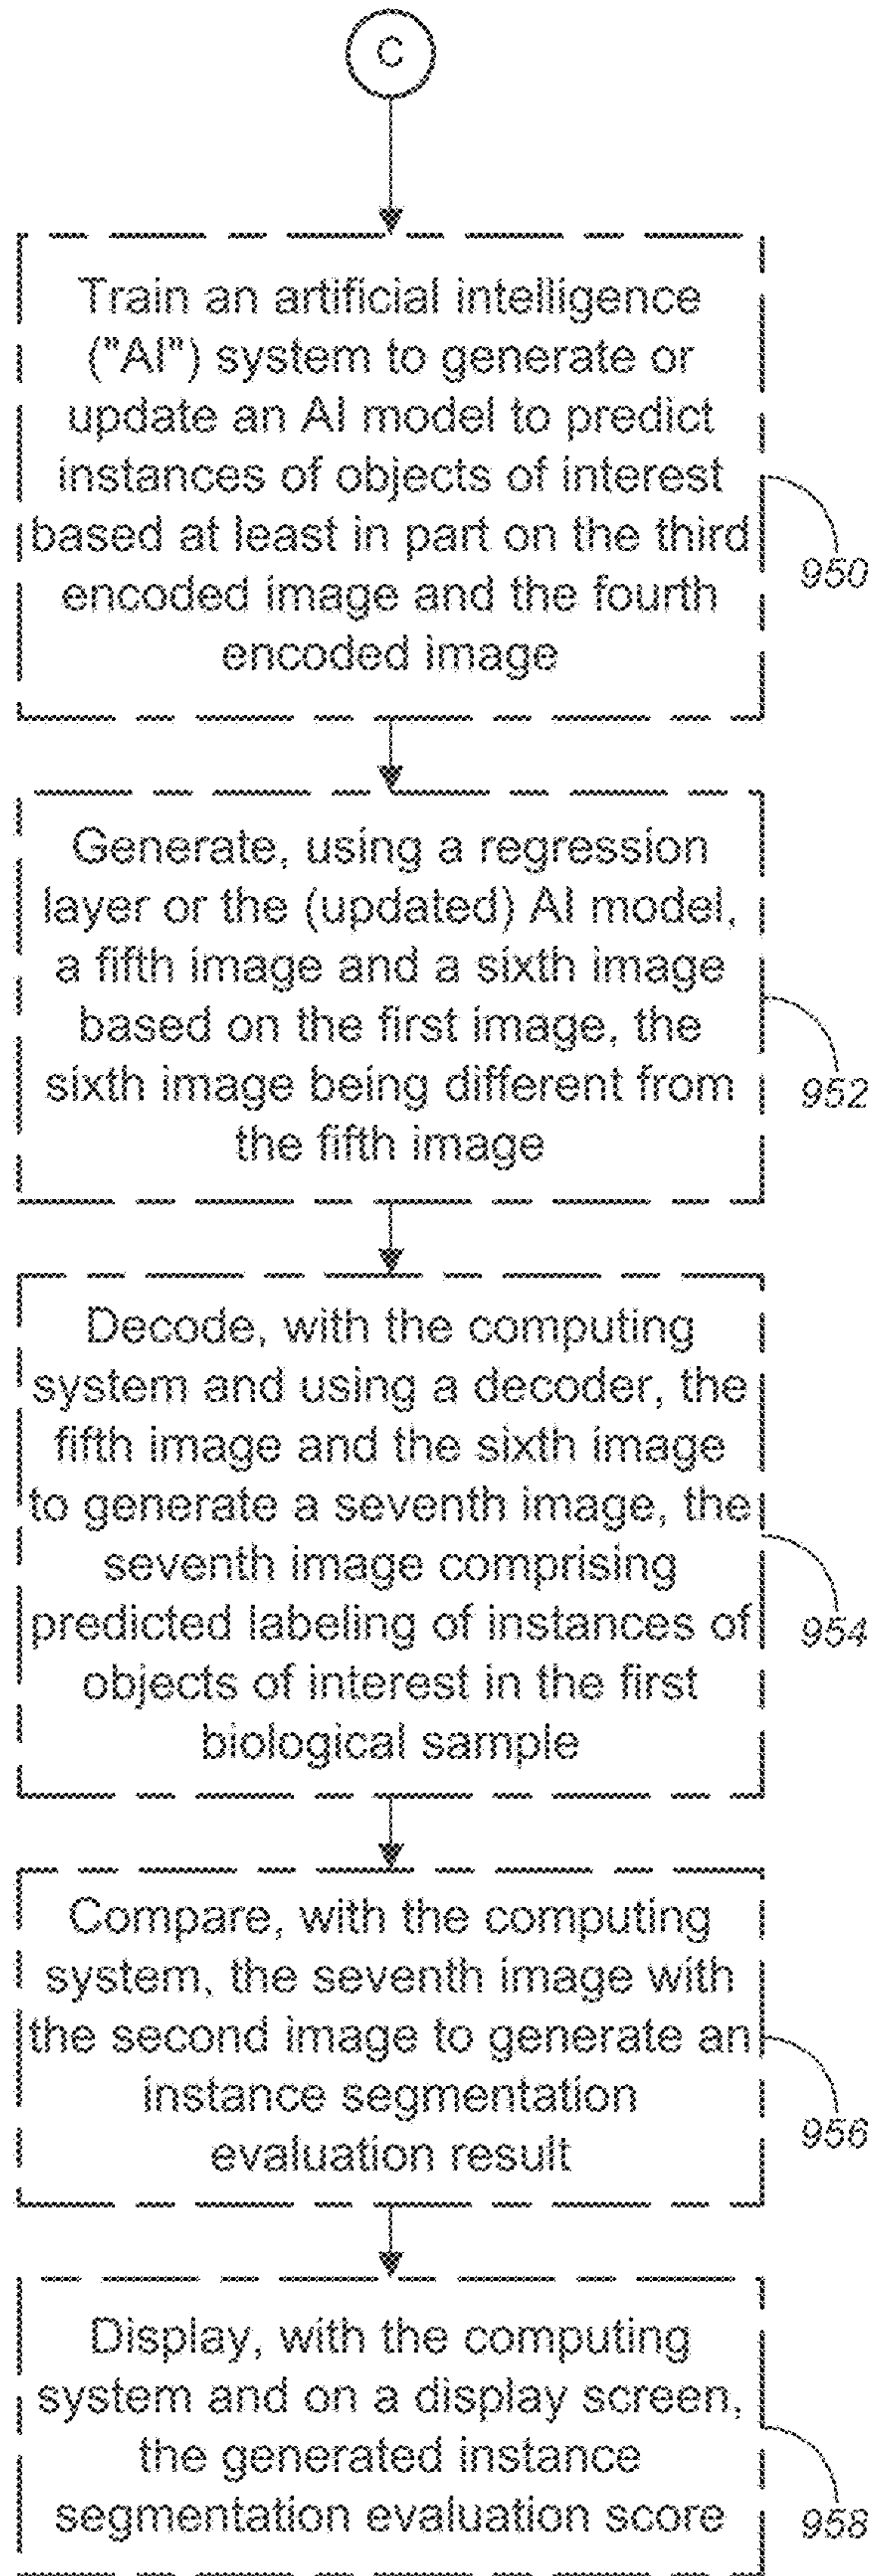 C
Train an artificial intelligence
("AI") system to generate or
update an AI model to predict
instances of objects of interest
based at least in part on the third
encoded image and the fourth
encoded image
950
Generate, using a regression
layer or the (updated) AI model,
a fifth image and a sixth image
based on the first image, the
sixth image being different from
the fifth image
952
Decode, with the computing
system and using a decoder, the
fifth image and the sixth image
to generate a seventh image, the
seventh image comprising
predicted labeling of instances of
objects of interest in the first
biological sample
954
Compare, with the computing
system, the seventh image with
the second image to generate an
instance segmentation
evaluation result
956
Display, with the computing
system and on a display screen,
the generated instance
segmentation evaluation score
958